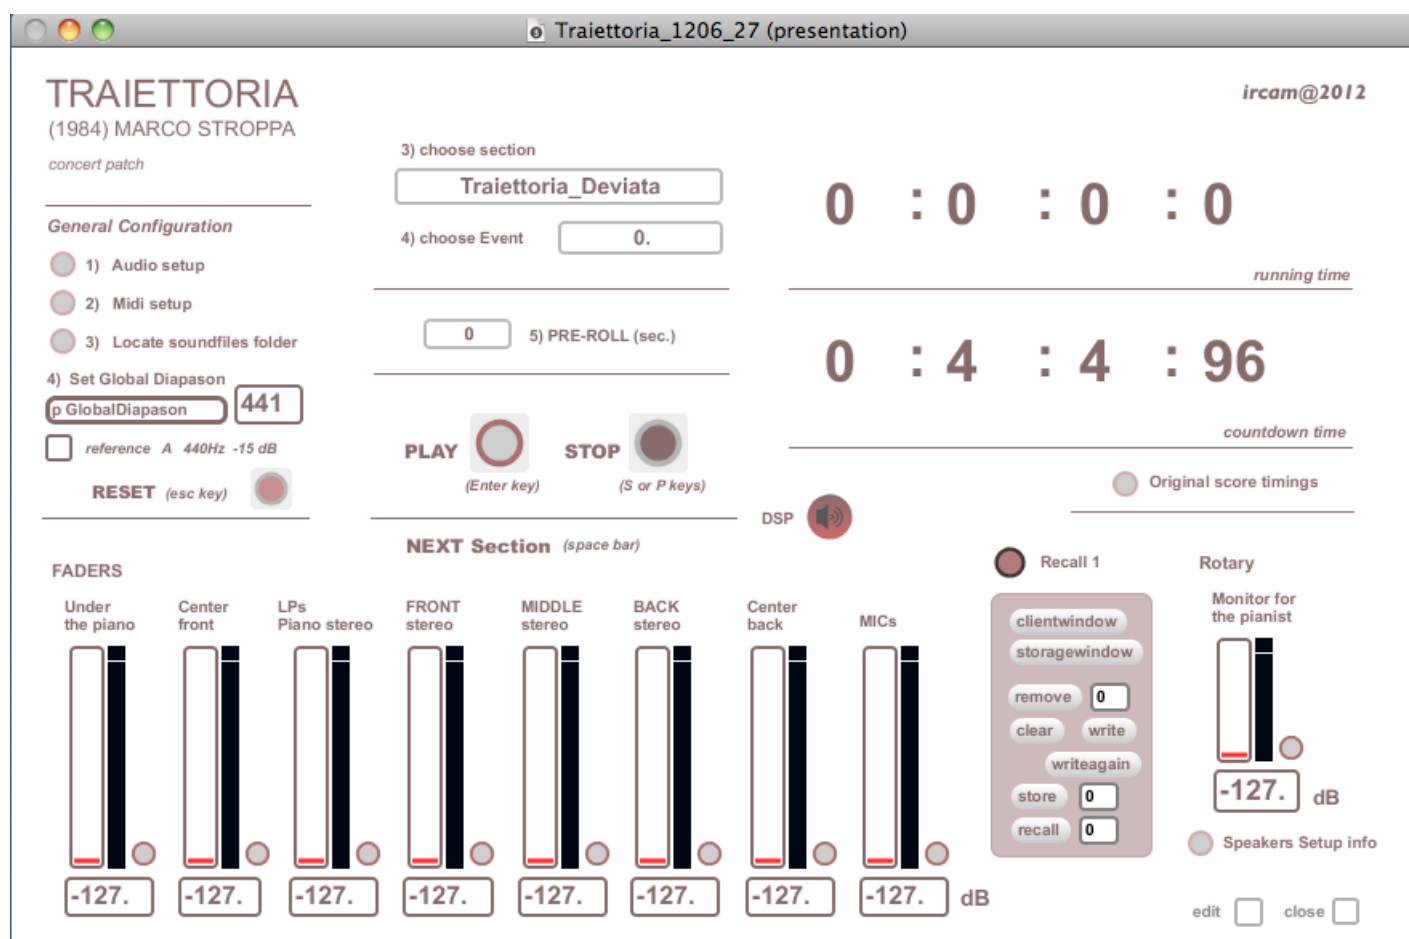 Traiettoria_1206_27 (presentation)
TRAIETTORIA
(1984) MARCO STROPPA
concert patch
ircam@2012
General Configuration
1) Audio setup
2) Midi setup
3) Locate soundfiles folder
4) Set Global Diapason
p GlobalDiapason
441
reference A 440Hz -15 dB
RESET (esc key)
3) choose section
Traiettoria_Deviata
4) choose Event
0.
0
5) PRE-ROLL (sec.)
PLAY
(Enter key)
STOP
(S or P keys)
NEXT Section (space bar)
0 : 0 : 0 : 0
running time
0 : 4 : 4 : 96
countdown time
Original score timings
DSP
FADERS
Under
the piano
Center
front
LPs
Piano stereo
FRONT
stereo
MIDDLE
stereo
BACK
stereo
Center
back
MICs
-127.
-127.
-127.
-127.
-127.
-127.
-127.
-127.
dB
Recall 1
clientwindow
storagewindow
remove 0
clear write
writeagain
store 0
recall 0
Rotary
Monitor for
the pianist
-127. dB
Speakers Setup info
edit
close